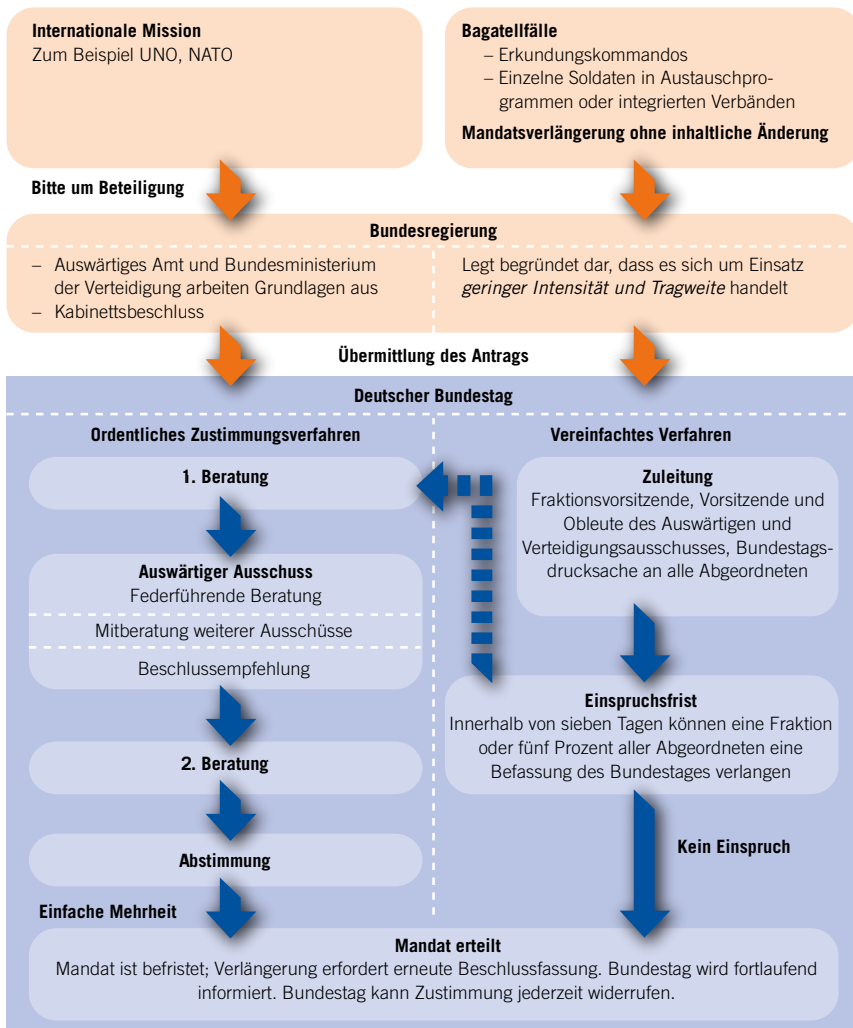 Internationale Mission
Zum Beispiel UNO, NATO
Bagatellfälle
– Erkundungskommandos
– Einzelne Soldaten in Austauschpro-
grammen oder integrierten Verbänden
Mandatsverlängerung ohne inhaltliche Änderung
Bitte um Beteiligung
Bundesregierung
– Auswärtiges Amt und Bundesministerium
der Verteidigung arbeiten Grundlagen aus
– Kabinettsbeschluss
Legt begründet dar, dass es sich um Einsatz
geringer Intensität und Tragweite handelt
Übermittlung des Antrags
Deutscher Bundestag
Ordentliches Zustimmungsverfahren
1. Beratung
Auswärtiger Ausschuss
Federführende Beratung
Mitberatung weiterer Ausschüsse
Beschlussempfehlung
2. Beratung
Abstimmung
Einfache Mehrheit
Vereinfachtes Verfahren
Zuleitung
Fraktionsvorsitzende, Vorsitzende und
Obleute des Auswärtigen und
Verteidigungsausschusses, Bundestags-
drucksache an alle Abgeordneten
Einspruchsfrist
Innerhalb von sieben Tagen können eine Fraktion
oder fünf Prozent aller Abgeordneten eine
Befassung des Bundestages verlangen
Kein Einspruch
Mandat erteilt
Mandat ist befristet; Verlängerung erfordert erneute Beschlussfassung. Bundestag wird fortlaufend
informiert. Bundestag kann Zustimmung jederzeit widerrufen.